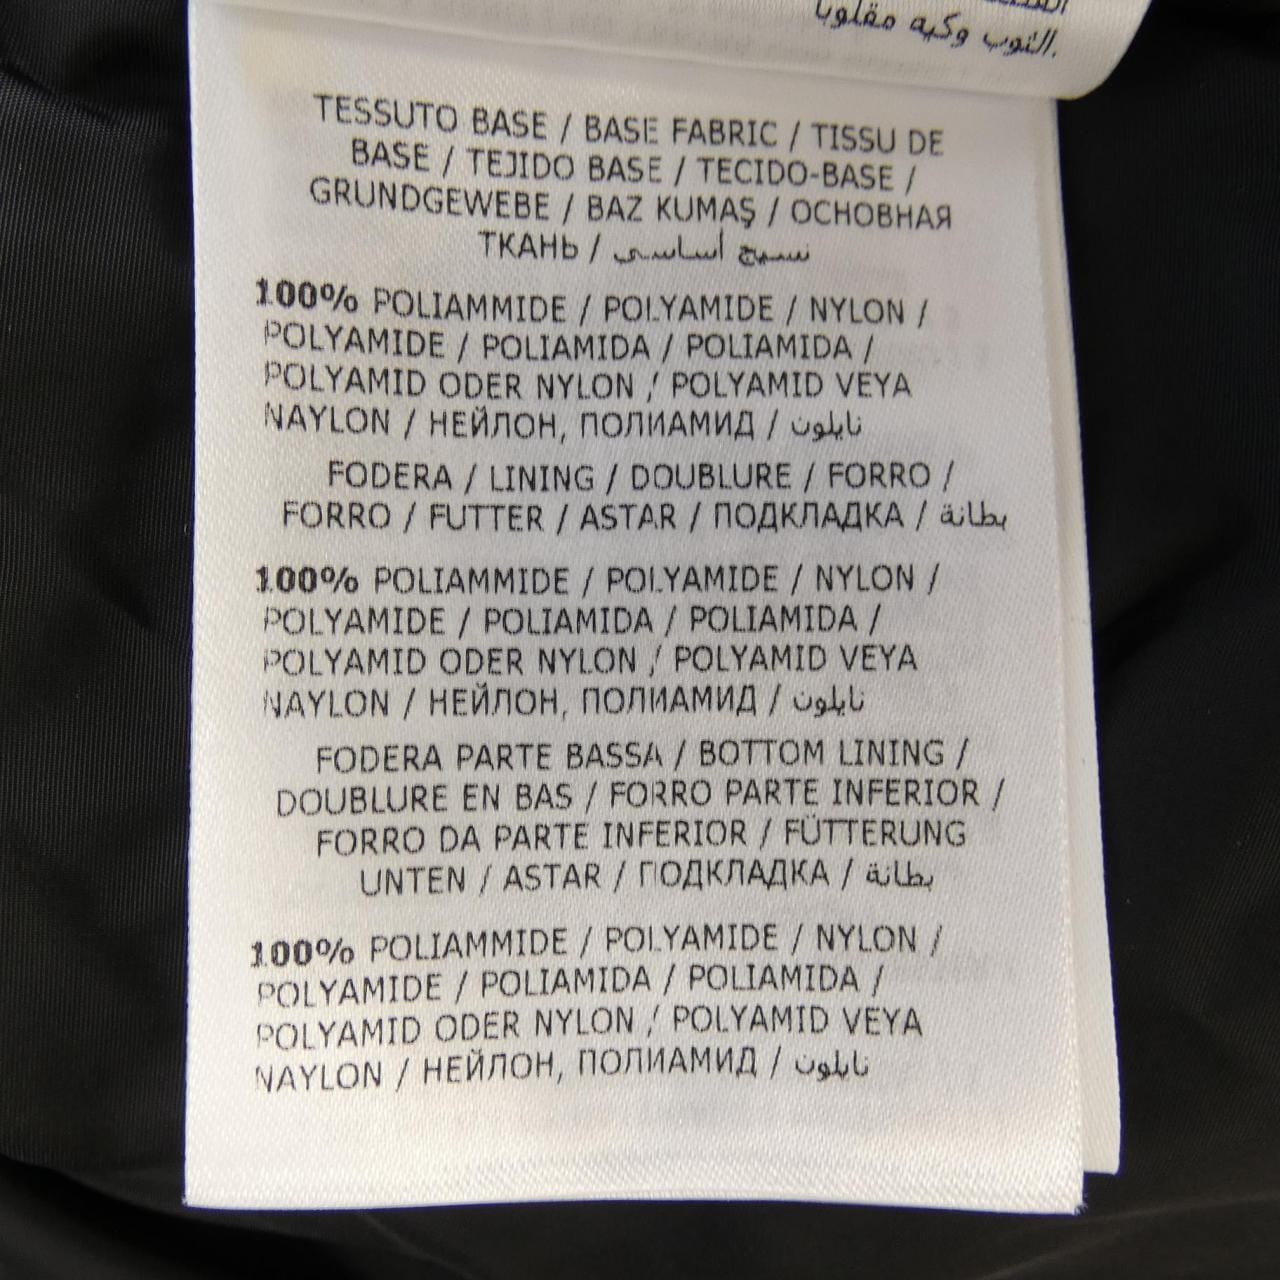 الثوب وكيه مقلوبا.
TESSUTO BASE / BASE FABRIC / TISSU DE
BASE / TEJIDO BASE / TECIDO-BASE /
GRUNDGEWEBE / BAZ KUMAŞ / ОСНОВНАЯ
ТКАНЬ / نسيج أساسي
100% POLIAMMIDE / POLYAMIDE / NYLON /
POLYAMIDE / POLIAMIDA / POLIAMIDA /
POLYAMID ODER NYLON / POLYAMID VEYA
NAYLON / НЕЙЛОН, ПОЛИАМИД / نايلون
FODERA / LINING / DOUBLURE / FORRO /
FORRO / FUTTER / ASTAR / ПОДКЛАДКА / بطانة
100% POLIAMMIDE / POLYAMIDE / NYLON /
POLYAMIDE / POLIAMIDA / POLIAMIDA /
POLYAMID ODER NYLON / POLYAMID VEYA
NAYLON / НЕЙЛОН, ПОЛИАМИД / نايلون
FODERA PARTE BASSA / BOTTOM LINING /
DOUBLURE EN BAS / FORRO PARTE INFERIOR /
FORRO DA PARTE INFERIOR / FÜTTERUNG
UNTEN / ASTAR / ПОДКЛАДКА / بطانة
100% POLIAMMIDE / POLYAMIDE / NYLON /
POLYAMIDE / POLIAMIDA / POLIAMIDA /
POLYAMID ODER NYLON / POLYAMID VEYA
NAYLON / НЕЙЛОН, ПОЛИАМИД / نايلون